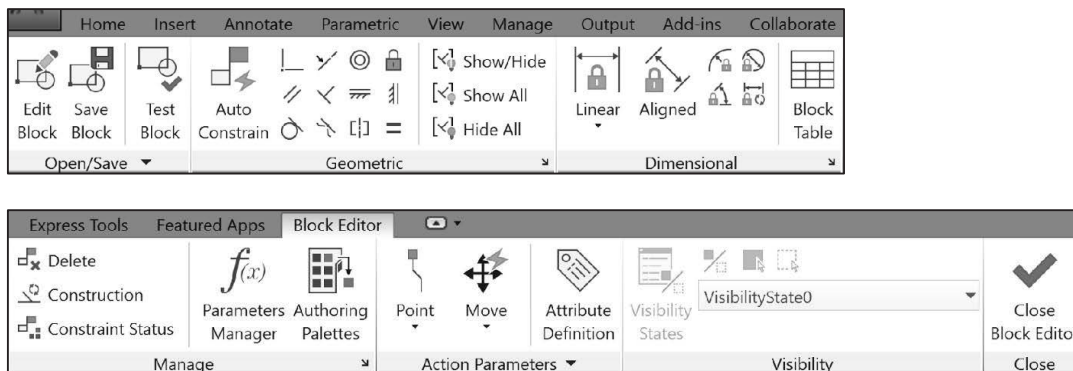 Home Insert Annotate Parametric View Manage Output Add-ins Collaborate
Show/Hide
Show All
Edit Save Test Auto Linear Aligned Block
Block Block Block Constrain Hide All Table
Open/Save Geometric Dimensional
Express Tools Featured Apps Block Editor
Delete
f(x)
Construction
VisibilityState0
Parameters Authoring Point Move Attribute Visibility Close
Constraint Status Manager Palettes Definition States Block Edito
Manage Action Parameters Visibility Close